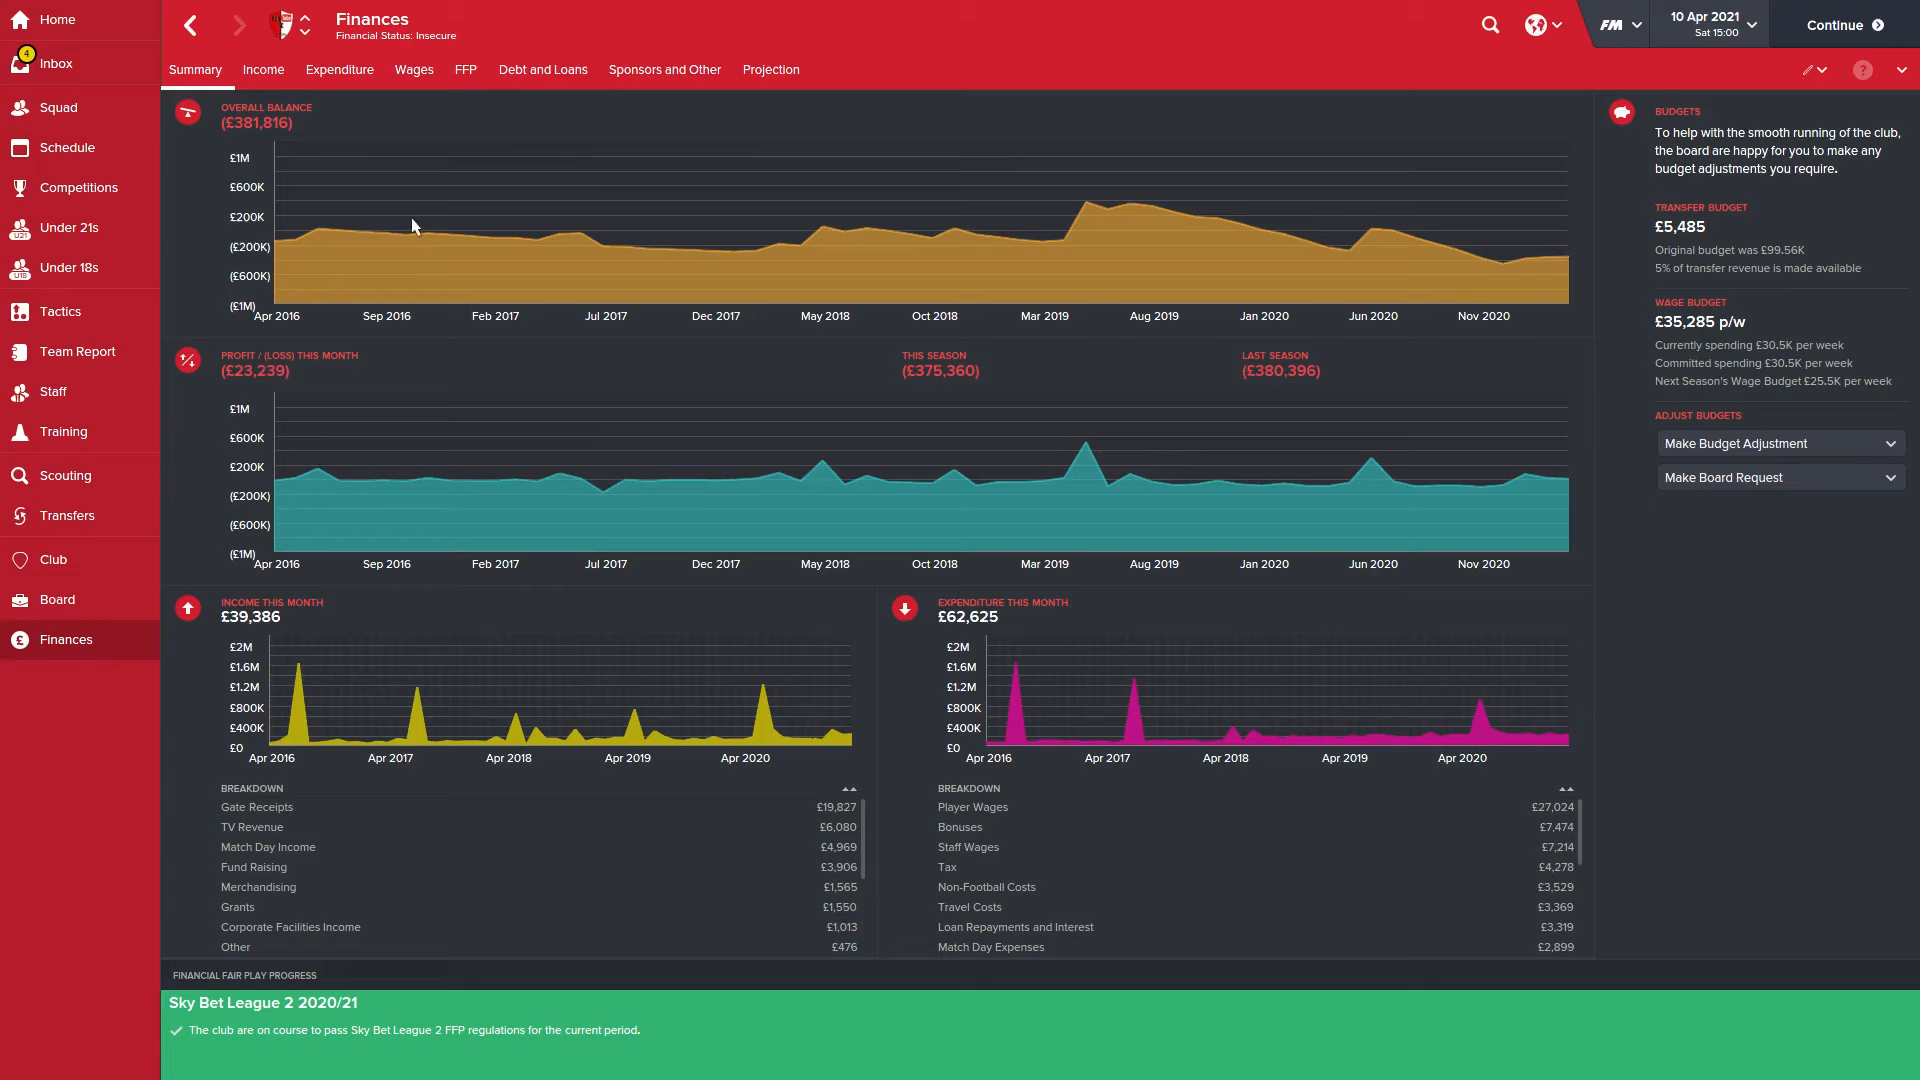 Home
4
Inbox
Squad
Schedule
Competitions
Under 21s
Under 18s
Tactics
Team Report
Staff
Training
Scouting
Transfers
Club
Board
Finances
Finances
Financial Status: Insecure
FM
10 Apr 2021
Sat 15:00
Continue
Summary
Income
Expenditure
Wages
FFP
Debt and Loans
Sponsors and Other
Projection
?
OVERALL BALANCE
(£381,816)
£1M
£600K
£200K
(£200K)
(£600K)
(£1M)
Apr 2016
Sep 2016
Feb 2017
Jul 2017
Dec 2017
May 2018
Oct 2018
Mar 2019
Aug 2019
Jan 2020
Jun 2020
Nov 2020
PROFIT / (LOSS) THIS MONTH
(£23,239)
THIS SEASON
(£375,360)
LAST SEASON
(£380,396)
£1M
£600K
£200K
(£200K)
(£600K)
(£1M)
Apr 2016
Sep 2016
Feb 2017
Jul 2017
Dec 2017
May 2018
Oct 2018
Mar 2019
Aug 2019
Jan 2020
Jun 2020
Nov 2020
INCOME THIS MONTH
£39,386
£2M
£1.6M
£1.2M
£800K
£400K
£0
Apr 2016
Apr 2017
Apr 2018
Apr 2019
Apr 2020
BREAKDOWN
Gate Receipts £19,827
TV Revenue £6,080
Match Day Income £4,969
Fund Raising £3,906
Merchandising £1,565
Grants £1,550
Corporate Facilities Income £1,013
Other £476
EXPENDITURE THIS MONTH
£62,625
£2M
£1.6M
£1.2M
£800K
£400K
£0
Apr 2016
Apr 2017
Apr 2018
Apr 2019
Apr 2020
BREAKDOWN
Player Wages £27,024
Bonuses £7,474
Staff Wages £7,214
Tax £4,278
Non-Football Costs £3,529
Travel Costs £3,369
Loan Repayments and Interest £3,319
Match Day Expenses £2,899
BUDGETS
To help with the smooth running of the club,
the board are happy for you to make any
budget adjustments you require.
TRANSFER BUDGET
£5,485
Original budget was £99.56K
5% of transfer revenue is made available
WAGE BUDGET
£35,285 p/w
Currently spending £30.5K per week
Committed spending £30.5K per week
Next Season's Wage Budget £25.5K per week
ADJUST BUDGETS
Make Budget Adjustment
Make Board Request
FINANCIAL FAIR PLAY PROGRESS
Sky Bet League 2 2020/21
The club are on course to pass Sky Bet League 2 FFP regulations for the current period.